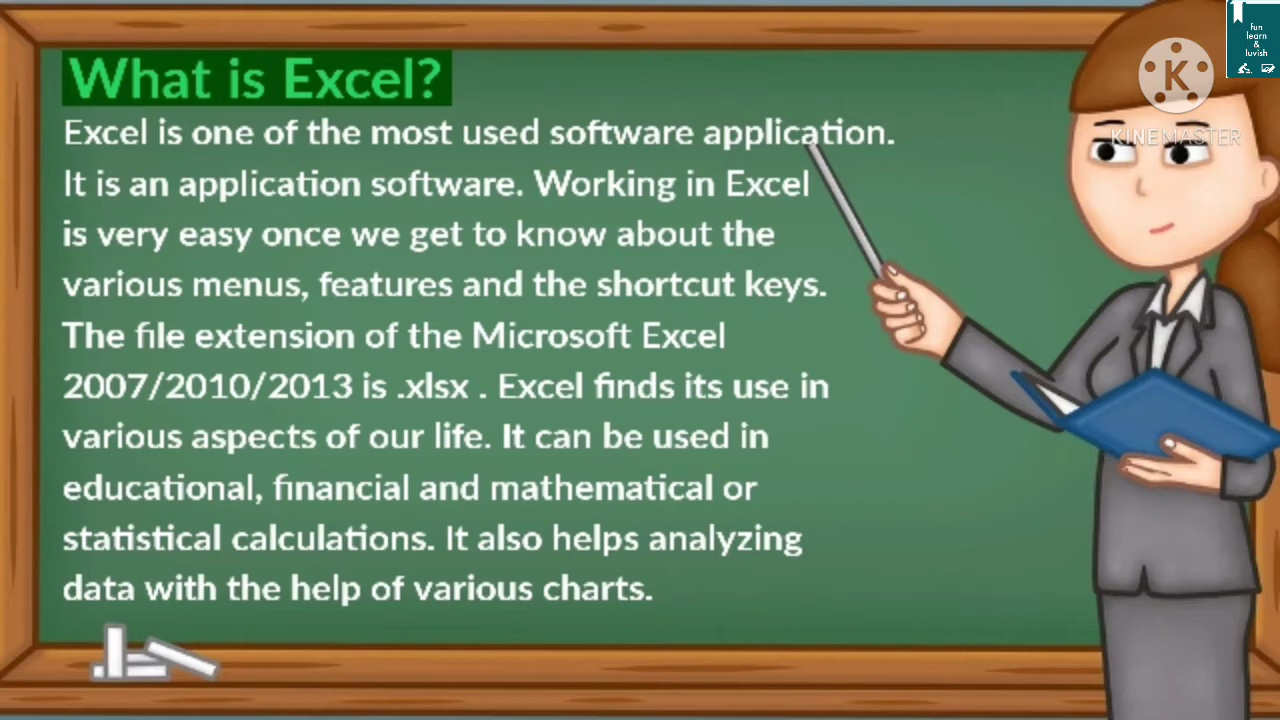 What is Excel?
Excel is one of the most used software application.
It is an application software. Working in Excel
is very easy once we get to know about the
various menus, features and the shortcut keys.
The file extension of the Microsoft Excel
2007/2010/2013 is .xlsx . Excel finds its use in
various aspects of our life. It can be used in
educational, financial and mathematical or
statistical calculations. It also helps analyzing
data with the help of various charts.
fun
learn
&
luvish
K
KINEMASTER